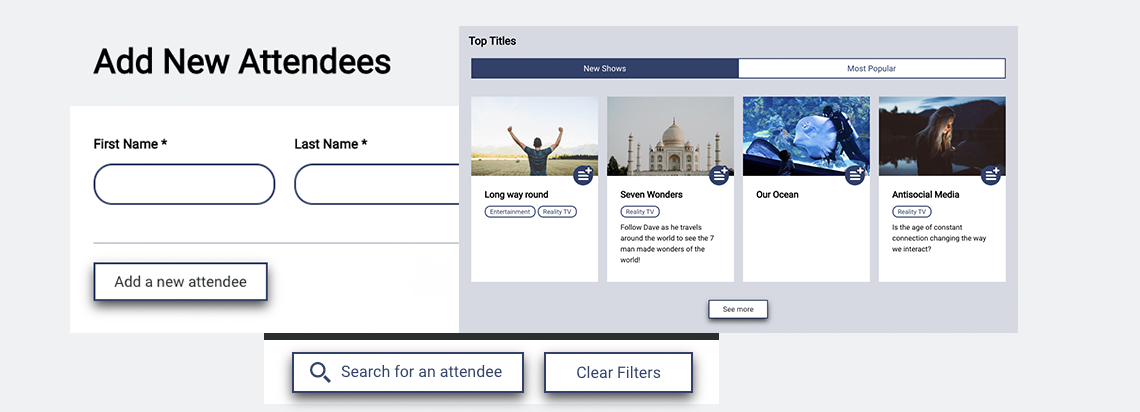 Add New Attendees
First Name *
Last Name *
Add a new attendee
Top Titles
New Shows
Most Popular
Long way round
Entertainment
Reality TV
Seven Wonders
Reality TV
Follow Dave as he travels
around the world to see the 7
man made wonders of the
world!
Our Ocean
Antisocial Media
Reality TV
Is the age of constant
connection changing the way
we interact?
See more
Search for an attendee
Clear Filters